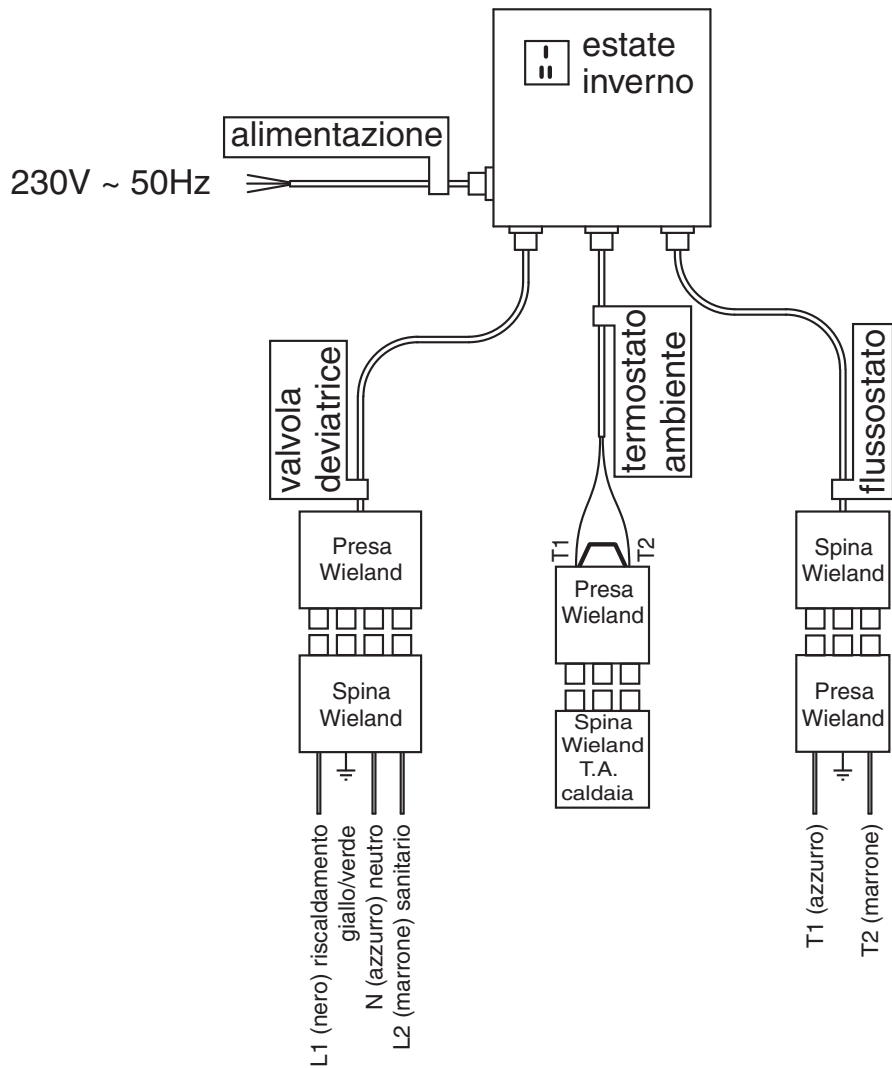 estate
inverno
alimentazione
230V ~ 50Hz
valvola
deviatrice
termostato
ambiente
flussostato
Presa
Wieland
Spina
Wieland
L1 (nero) riscaldamento
giallo/verde
N (azzurro) neutro
L2 (marrone) sanitario
T1
T2
Presa
Wieland
Spina
Wieland
T.A.
caldaia
Spina
Wieland
Presa
Wieland
T1 (azzurro)
T2 (marrone)